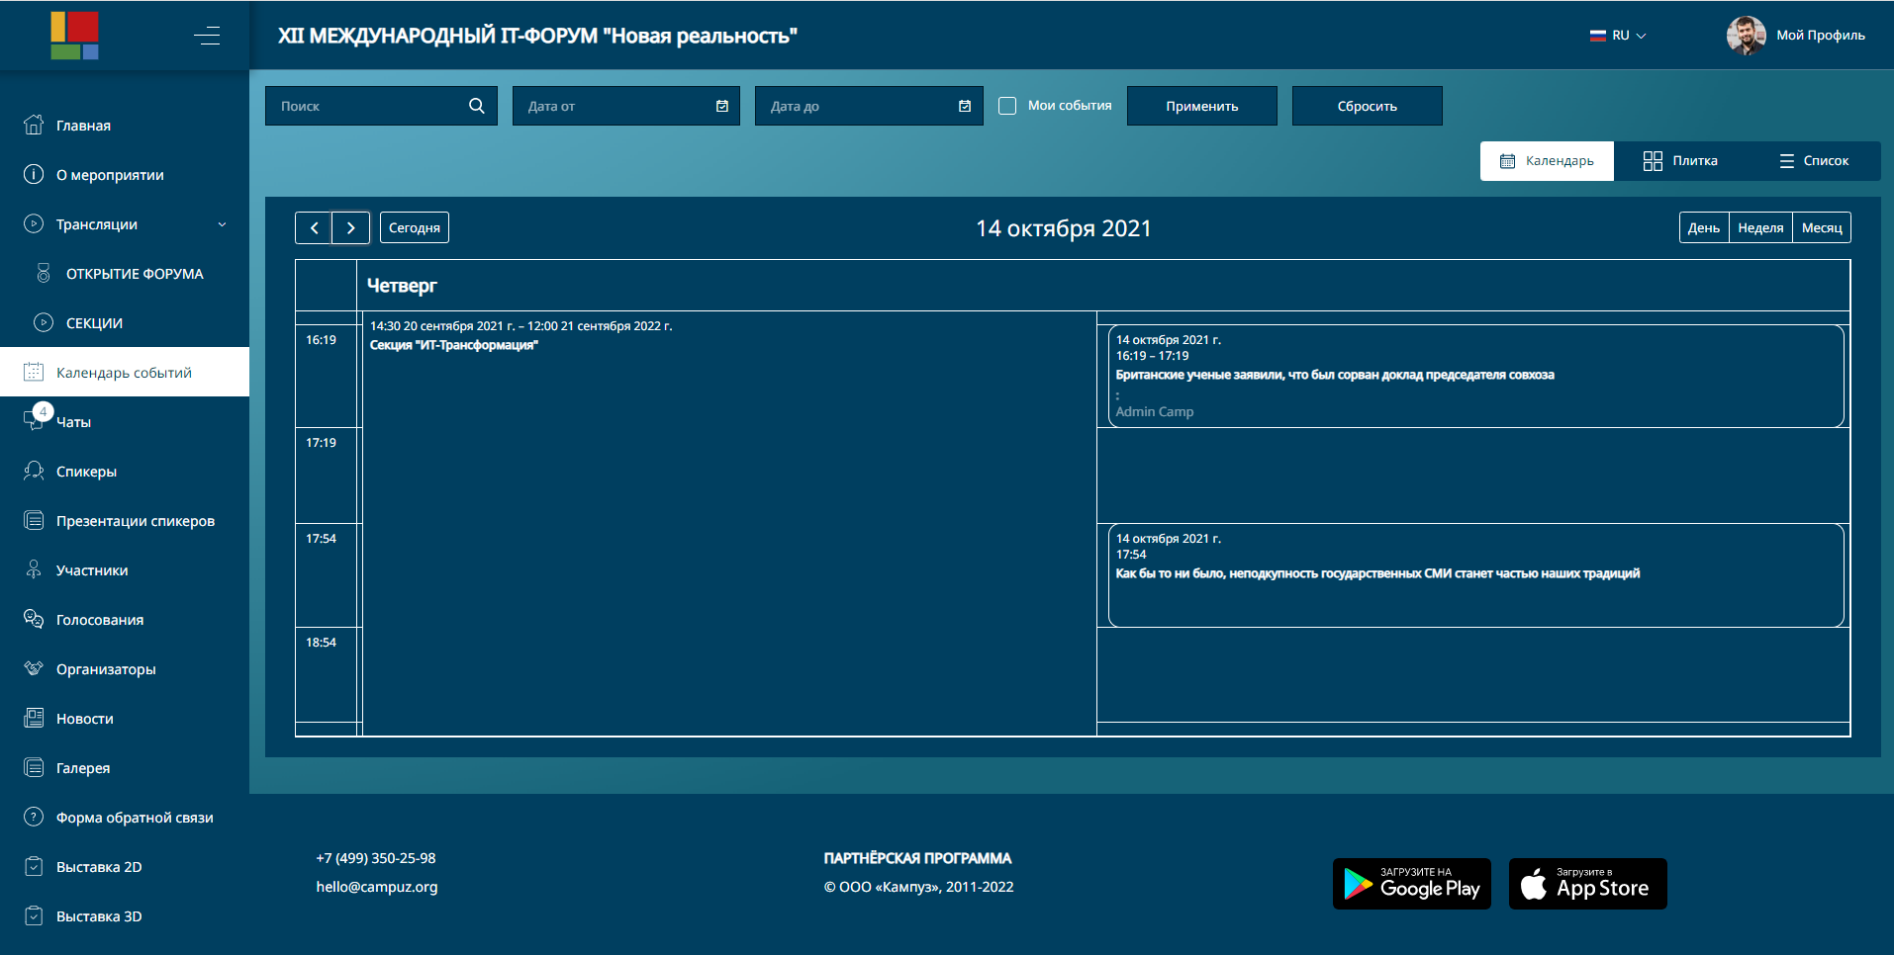 XII МЕЖДУНАРОДНЫЙ IT-ФОРУМ "Новая реальность"
RU
Мой Профиль
Поиск
Дата от
Дата до
Мои события
Применить
Сбросить
Календарь
Плитка
Список
Главная
О мероприятии
Трансляции
ОТКРЫТИЕ ФОРУМА
СЕКЦИИ
Календарь событий
4
Чаты
Спикеры
Презентации спикеров
Участники
Голосования
Организаторы
Новости
Галерея
Форма обратной связи
Выставка 2D
Выставка 3D
Сегодня
14 октября 2021
День
Неделя
Месяц
Четверг
16:19
17:19
17:54
18:54
14:30 20 сентября 2021 г. – 12:00 21 сентября 2022 г.
Секция "ИТ-Трансформация"
14 октября 2021 г.
16:19 – 17:19
Британские ученые заявили, что был сорван доклад председателя совхоза
:
Admin Camp
14 октября 2021 г.
17:54
Как бы то ни было, неподкупность государственных СМИ станет частью наших традиций
+7 (499) 350-25-98
hello@campuz.org
ПАРТНЁРСКАЯ ПРОГРАММА
© ООО «Кампуз», 2011-2022
ЗАГРУЗИТЕ НА
Google Play
Загрузите в
App Store